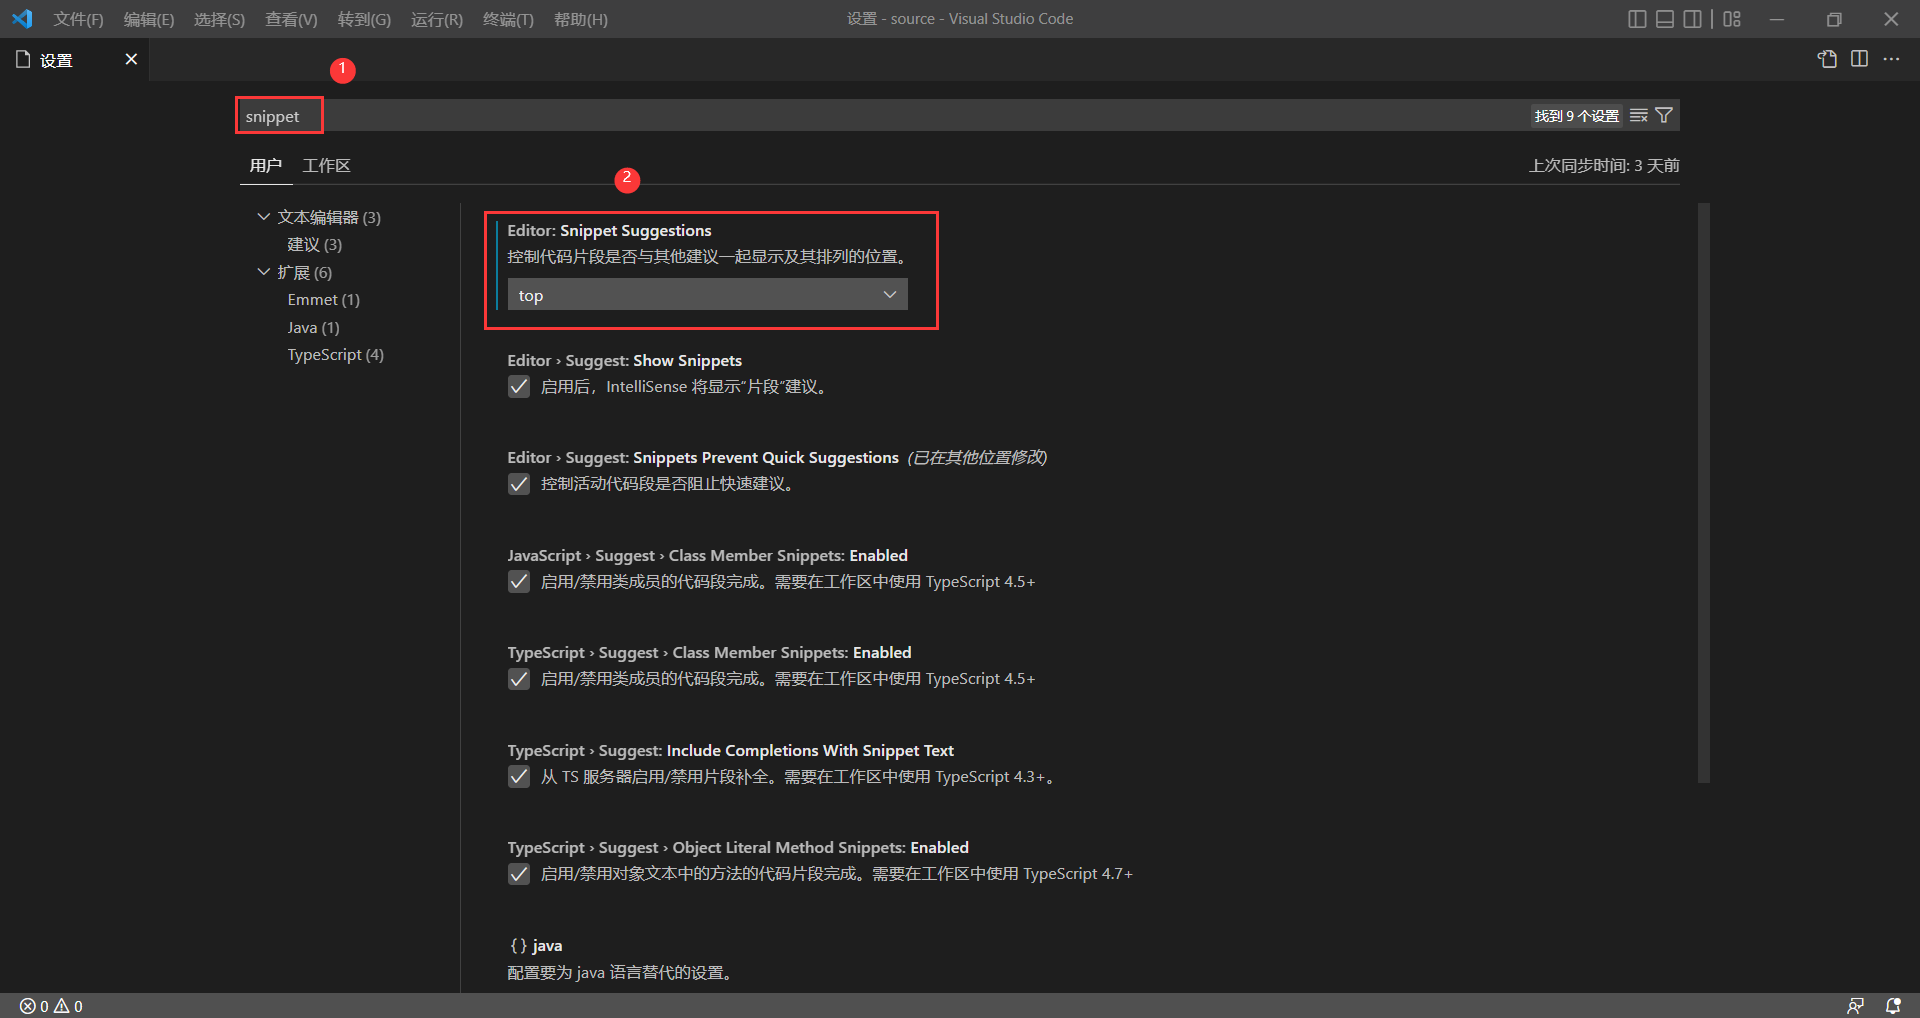 文件(F) 编辑(E) 选择(S) 查看(V) 转到(G) 运行(R) 终端(T) 帮助(H) 设置 - source - Visual Studio Code
设置
1
snippet 找到 9 个设置
用户 工作区 上次同步时间: 3 天前
2
文本编辑器 (3)
建议 (3)
扩展 (6)
Emmet (1)
Java (1)
TypeScript (4)
Editor: Snippet Suggestions
控制代码片段是否与其他建议一起显示及其排列的位置。
top
Editor › Suggest: Show Snippets
启用后，IntelliSense 将显示“片段”建议。
Editor › Suggest: Snippets Prevent Quick Suggestions (已在其他位置修改)
控制活动代码段是否阻止快速建议。
JavaScript › Suggest › Class Member Snippets: Enabled
启用/禁用类成员的代码段完成。需要在工作区中使用 TypeScript 4.5+
TypeScript › Suggest › Class Member Snippets: Enabled
启用/禁用类成员的代码段完成。需要在工作区中使用 TypeScript 4.5+
TypeScript › Suggest: Include Completions With Snippet Text
从 TS 服务器启用/禁用片段补全。需要在工作区中使用 TypeScript 4.3+。
TypeScript › Suggest › Object Literal Method Snippets: Enabled
启用/禁用对象文本中的方法的代码片段完成。需要在工作区中使用 TypeScript 4.7+
{} java
配置要为 java 语言替代的设置。
0 0